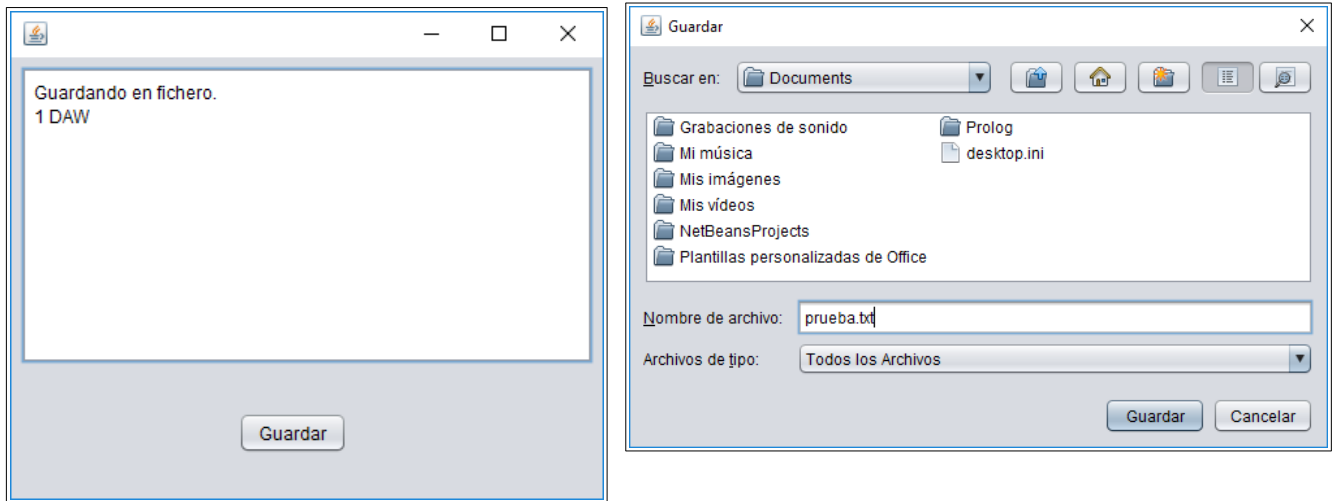 Guardando en fichero.
1 DAW
Guardar
Guardar
Buscar en: Documents
Grabaciones de sonido
Mi música
Mis imágenes
Mis vídeos
NetBeansProjects
Plantillas personalizadas de Office
Prolog
desktop.ini
Nombre de archivo: prueba.txt
Archivos de tipo: Todos los Archivos
Guardar Cancelar